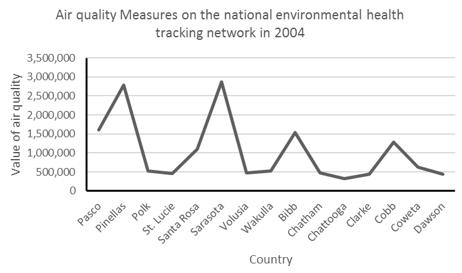 Air quality Measures on the national environmental health
tracking network in 2004
Value of air quality
3,500,000
3,000,000
2,500,000
2,000,000
1,500,000
1,000,000
500,000
0
Pasco
Pinellas
Polk
St. Lucie
Santa Rosa
Sarasota
Volusia
Wakulla
Bibb
Chatham
Chattooga
Clarke
Cobb
Coweta
Dawson
Country